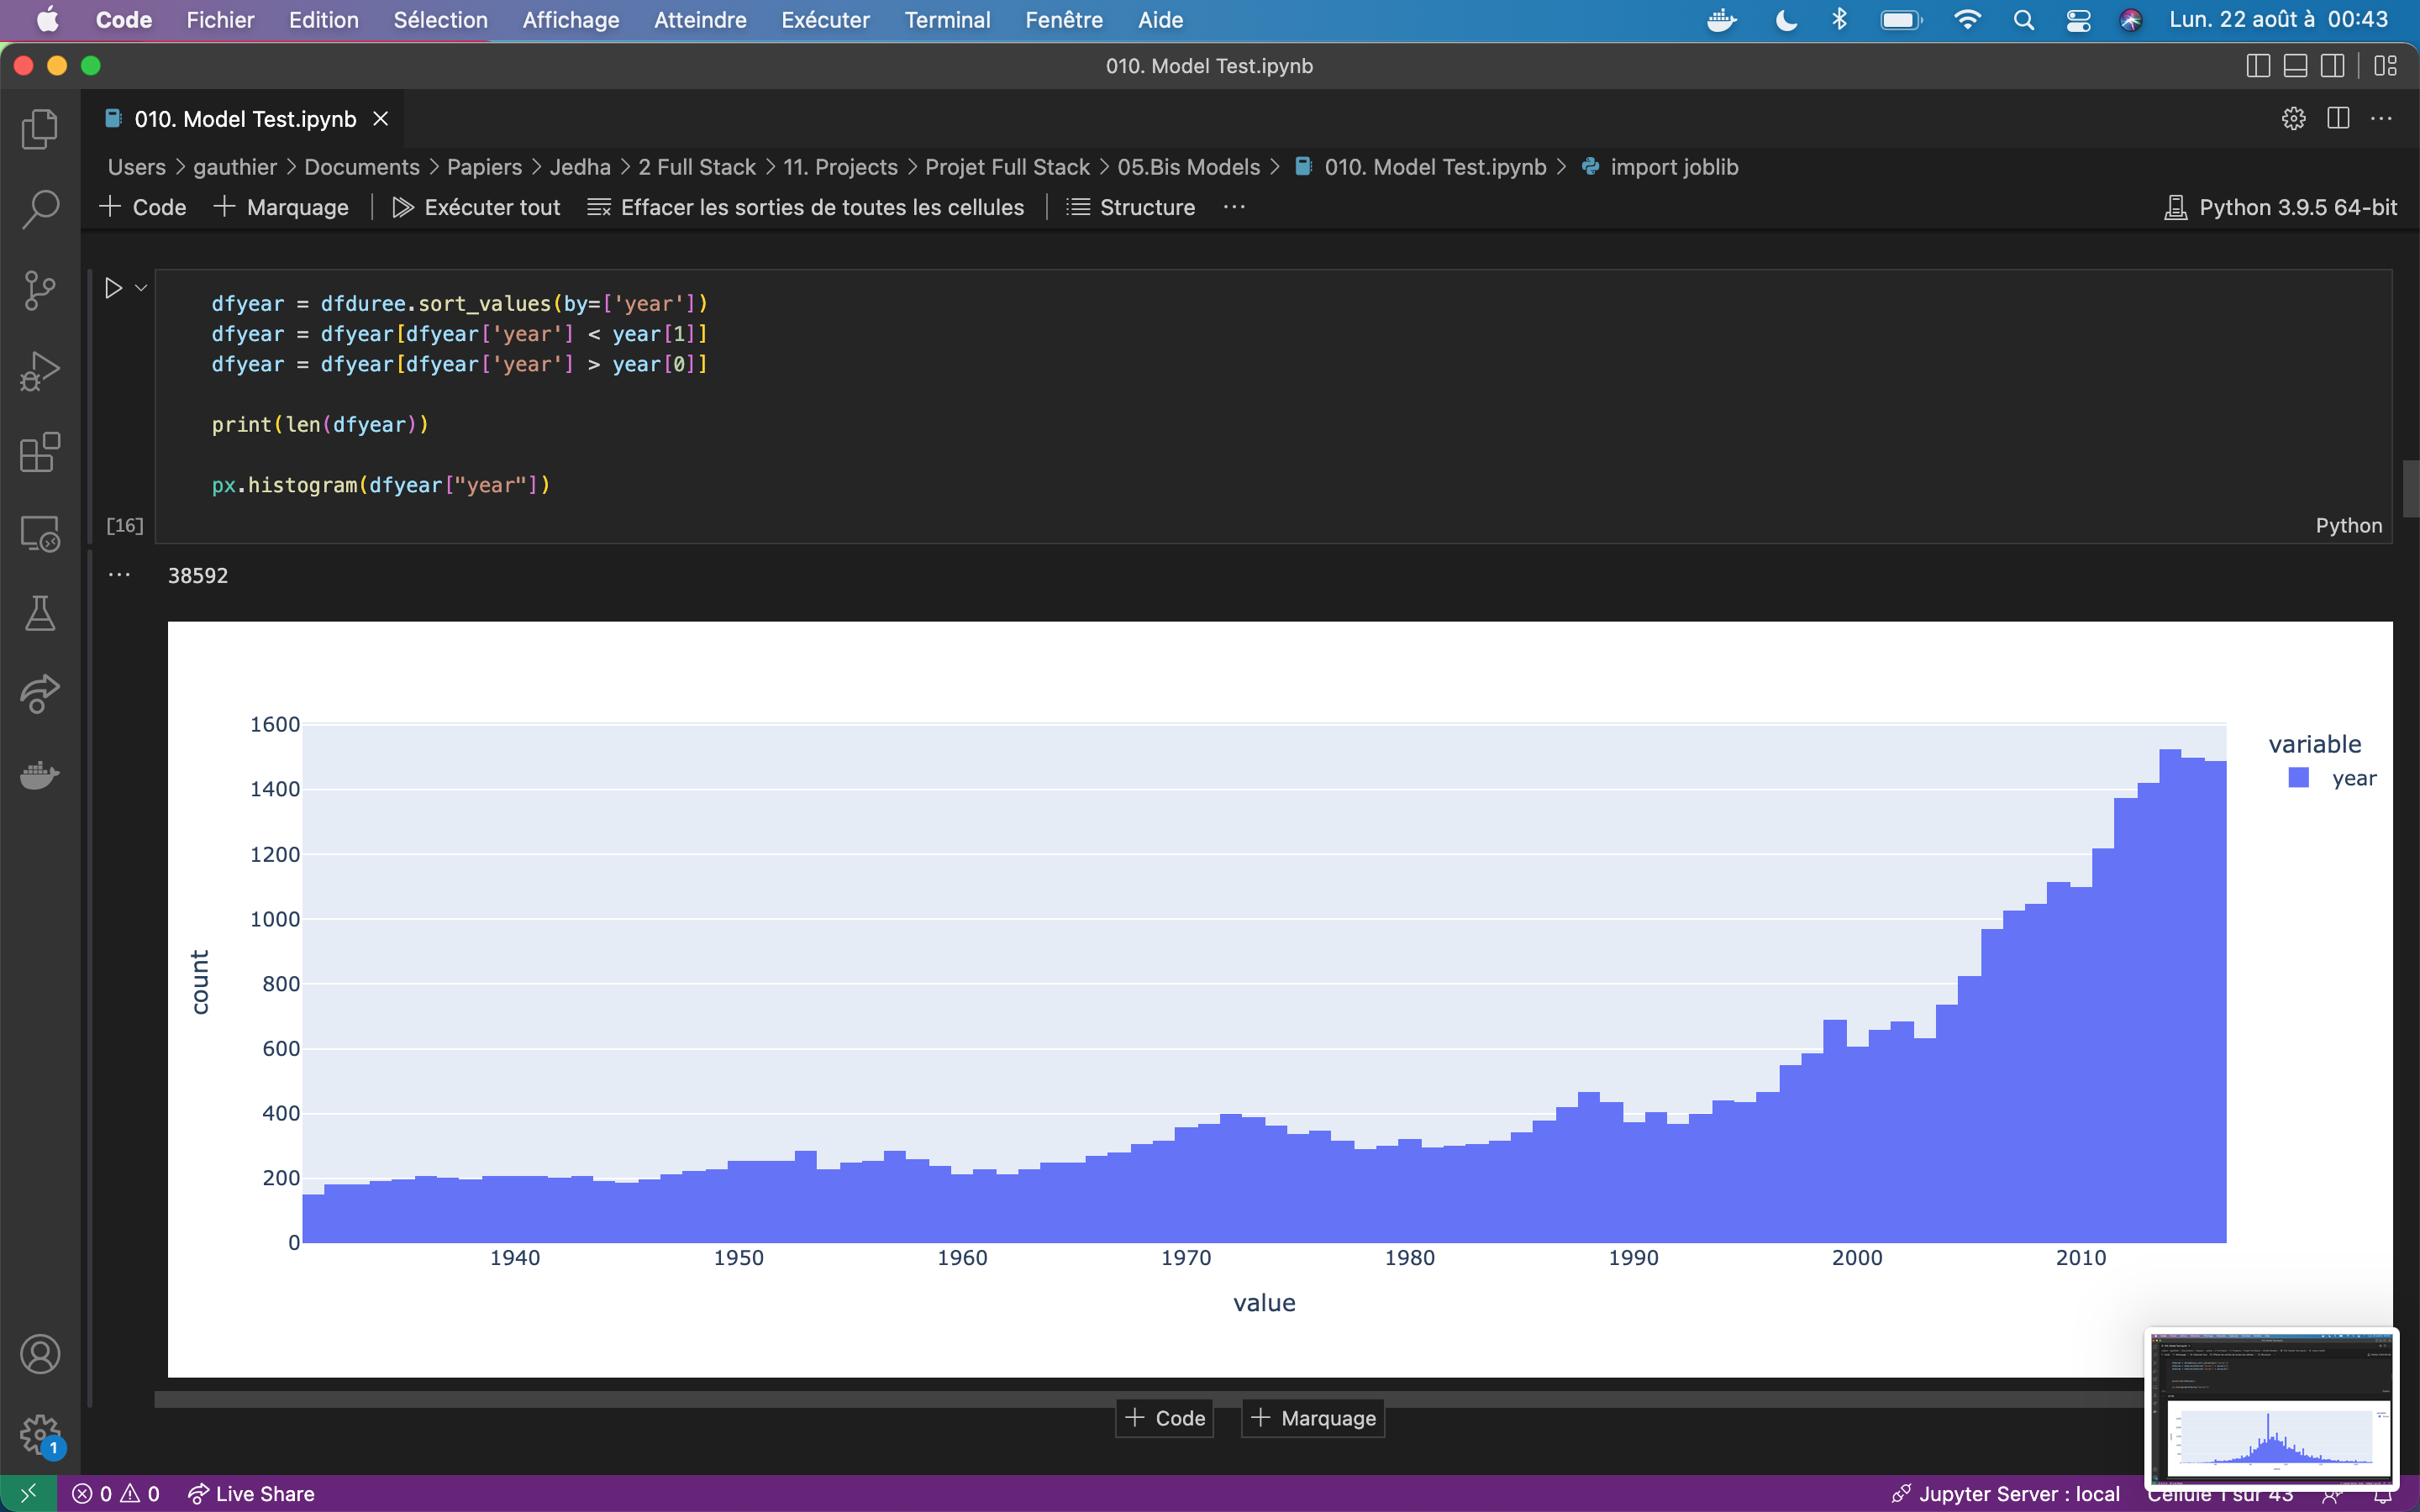 Code Fichier Edition Sélection Affichage Atteindre Exécuter Terminal Fenêtre Aide Lun. 22 août à 00:43
010. Model Test.ipynb
010. Model Test.ipynb
Users > gauthier > Documents > Papiers > Jedha > 2 Full Stack > 11. Projects > Projet Full Stack > 05.Bis Models > 010. Model Test.ipynb > import joblib
+ Code + Marquage Exécuter tout Effacer les sorties de toutes les cellules Structure ... Python 3.9.5 64-bit
dfyear = dfduree.sort_values(by=['year'])
dfyear = dfyear[dfyear['year'] < year[1]]
dfyear = dfyear[dfyear['year'] > year[0]]
print(len(dfyear))
px.histogram(dfyear["year"])
[16] Python
38592
1600
1400
1200
1000
800
600
400
200
0
count
1940 1950 1960 1970 1980 1990 2000 2010
value
variable
year
+ Code + Marquage
1
0 0 Live Share Jupyter Server : local Cellule 1 sur 43